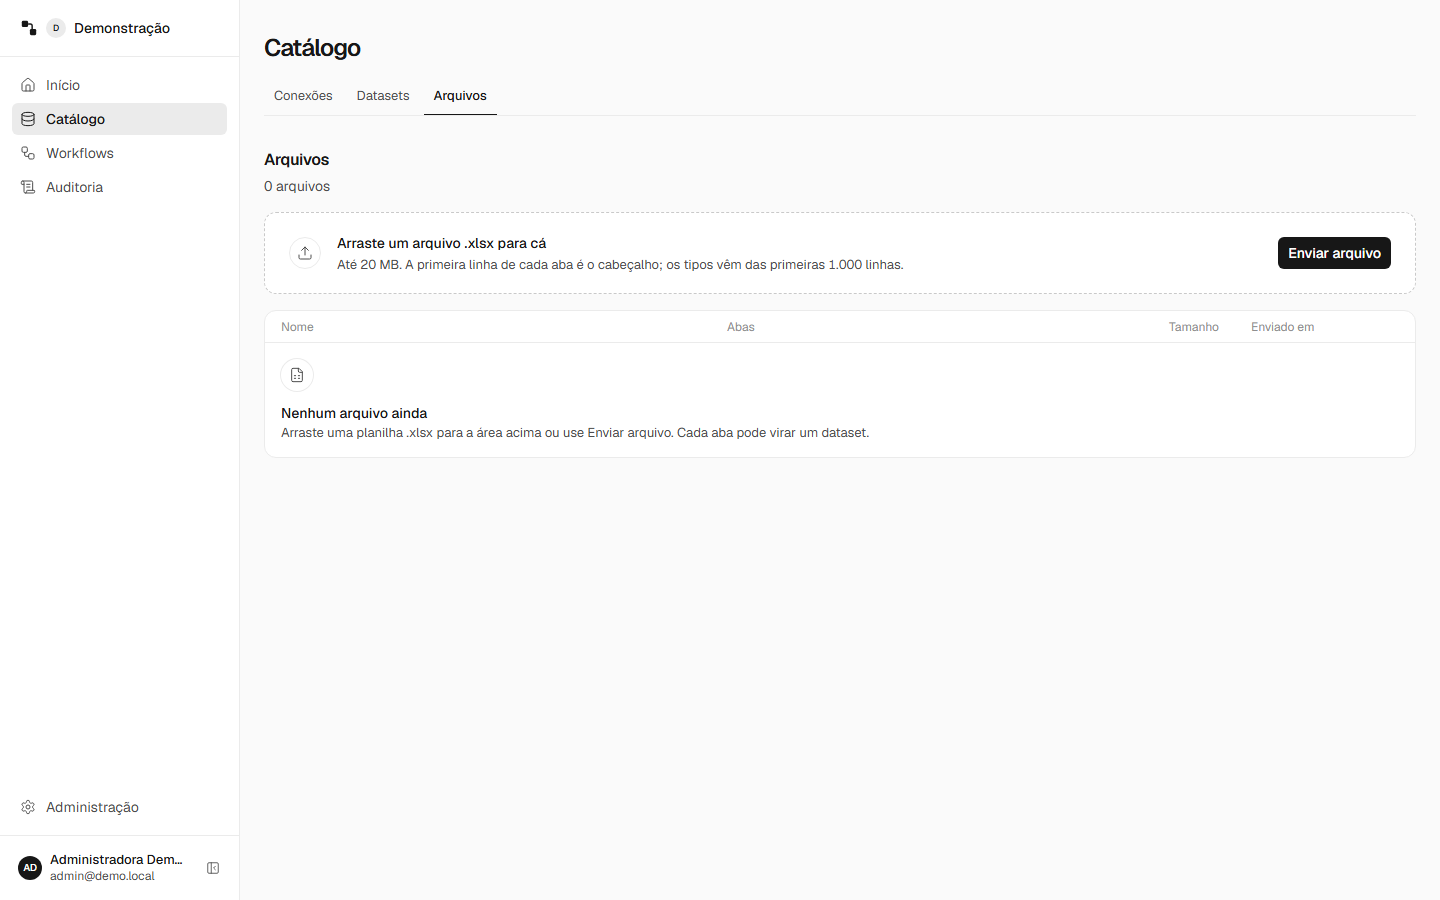 D Demonstração
Início
Catálogo
Workflows
Auditoria
Administração
AD
Administradora Dem...
admin@demo.local
Catálogo
Conexões Datasets Arquivos
Arquivos
0 arquivos
Arraste um arquivo .xlsx para cá
Até 20 MB. A primeira linha de cada aba é o cabeçalho; os tipos vêm das primeiras 1.000 linhas.
Enviar arquivo
Nome Abas Tamanho Enviado em
Nenhum arquivo ainda
Arraste uma planilha .xlsx para a área acima ou use Enviar arquivo. Cada aba pode virar um dataset.